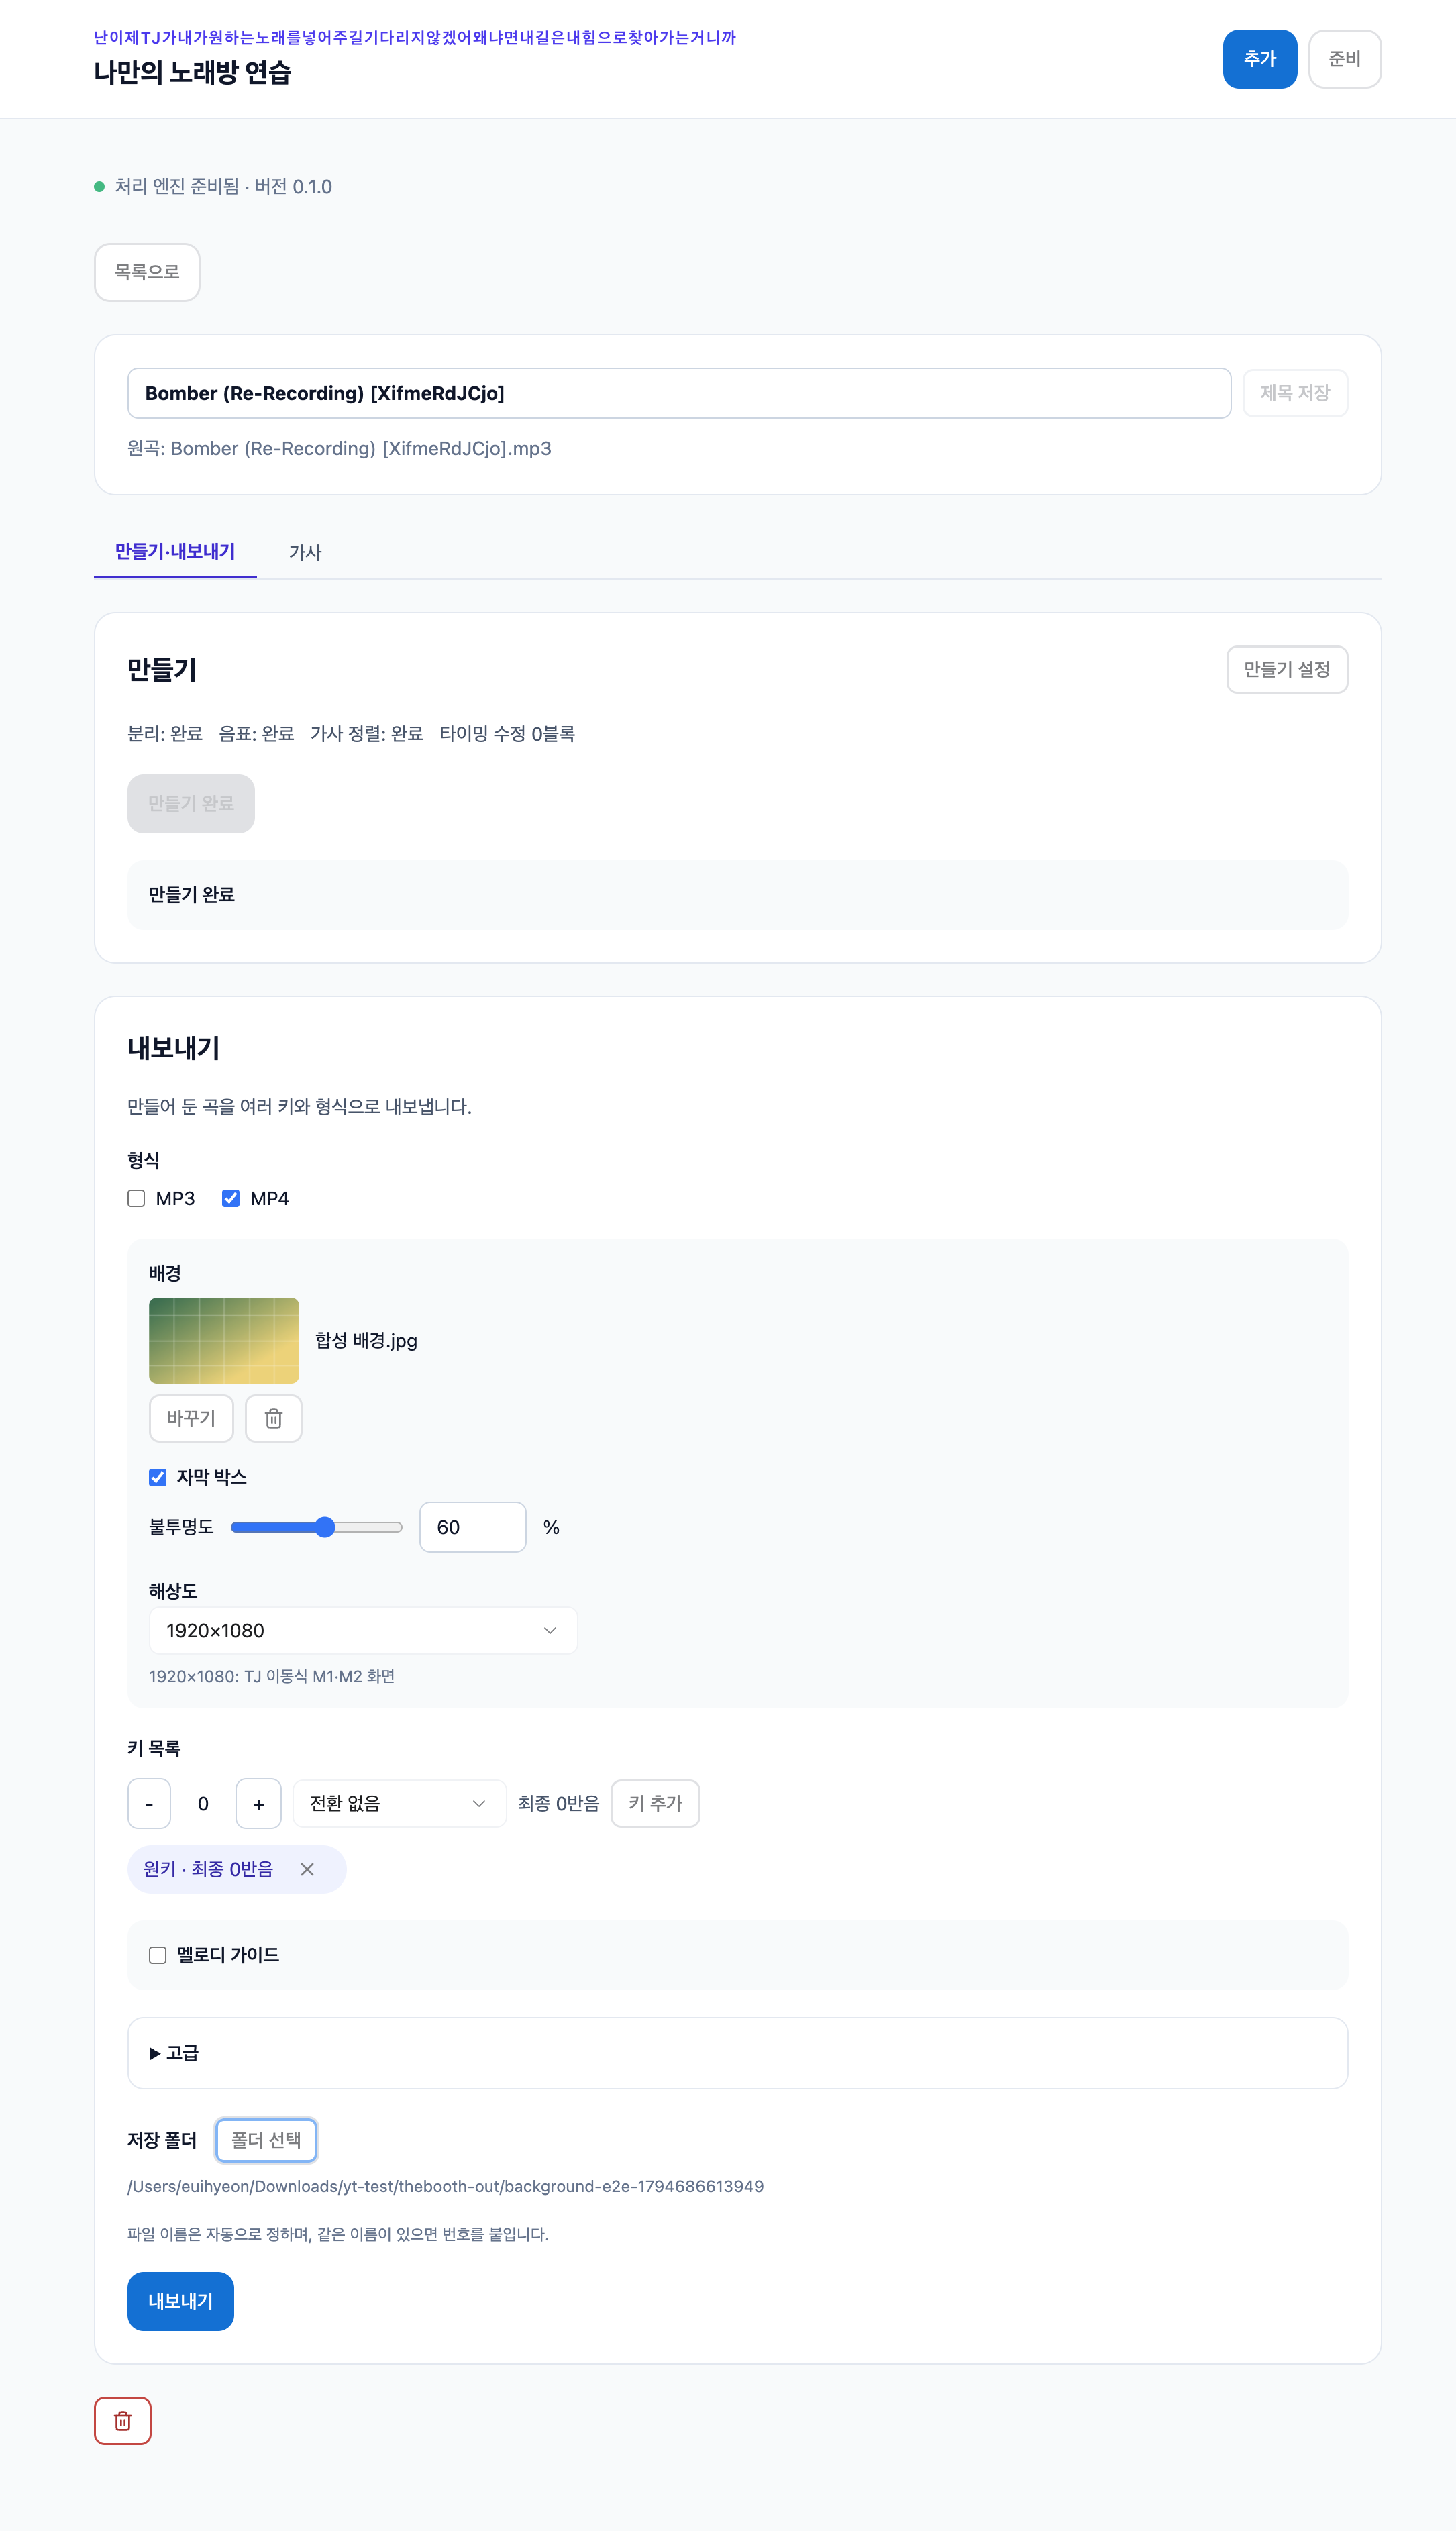 난이제TJ가내가원하는노래를넣어주길기다리지않겠어왜냐면내길은내힘으로찾아가는거니까
나만의 노래방 연습
추가
준비
처리 엔진 준비됨 · 버전 0.1.0
목록으로
Bomber (Re-Recording) [XifmeRdJCjo]
제목 저장
원곡: Bomber (Re-Recording) [XifmeRdJCjo].mp3
만들기·내보내기
가사
만들기
만들기 설정
분리: 완료 음표: 완료 가사 정렬: 완료 타이밍 수정 0블록
만들기 완료
만들기 완료
내보내기
만들어 둔 곡을 여러 키와 형식으로 내보냅니다.
형식
MP3 MP4
배경
합성 배경.jpg
바꾸기
자막 박스
불투명도 60 %
해상도
1920×1080
1920×1080: TJ 이동식 M1·M2 화면
키 목록
- 0 + 전환 없음 최종 0반음 키 추가
원키 · 최종 0반음
멜로디 가이드
고급
저장 폴더 폴더 선택
/Users/euihyeon/Downloads/yt-test/thebooth-out/background-e2e-1794686613949
파일 이름은 자동으로 정하며, 같은 이름이 있으면 번호를 붙입니다.
내보내기